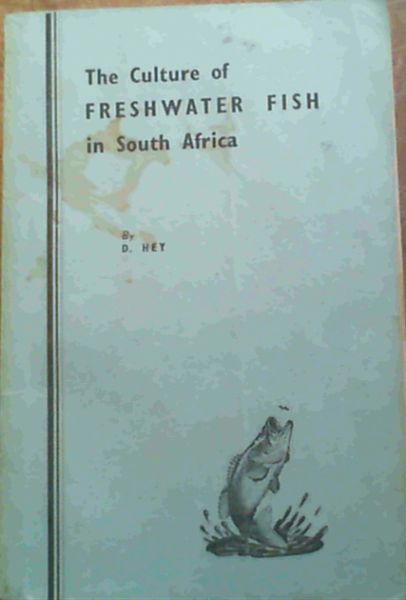 The Culture of
FRESHWATER FISH
in South Africa
By
D. HEY